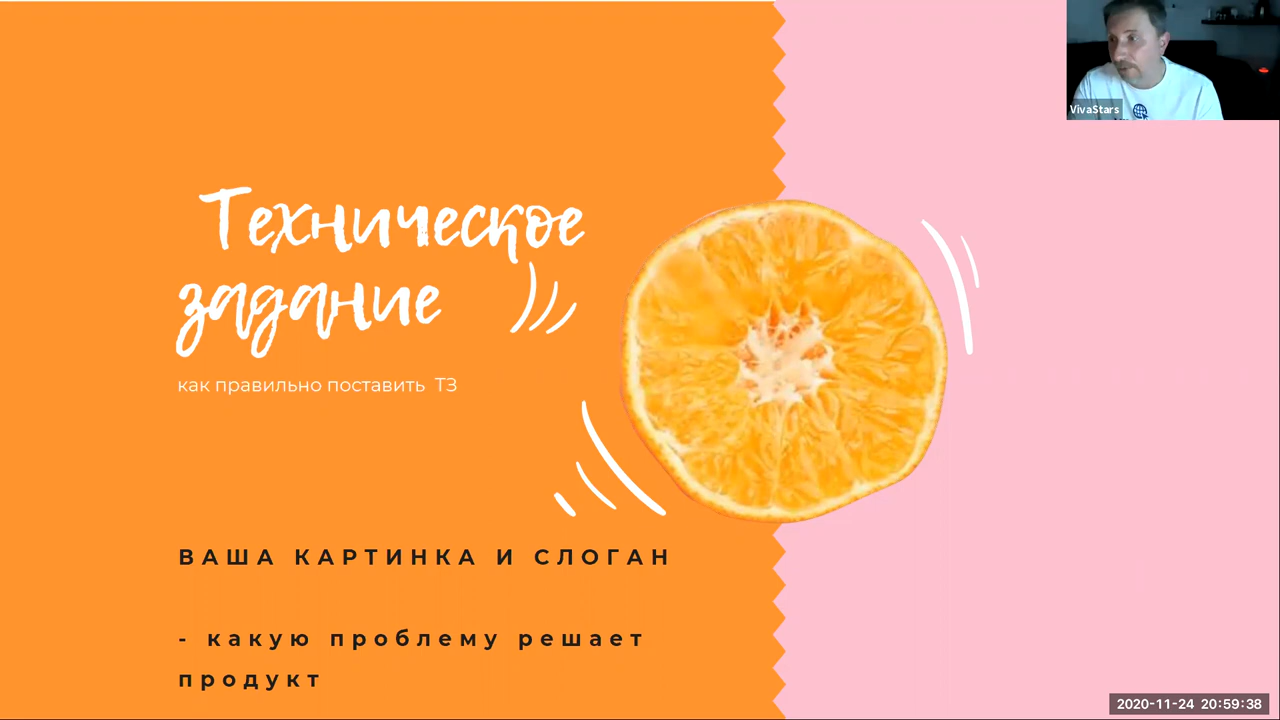 VivaStars
Техническое
задание
как правильно поставить ТЗ
ВАША КАРТИНКА И СЛОГАН
- какую проблему решает
продукт
2020-11-24 20:59:38